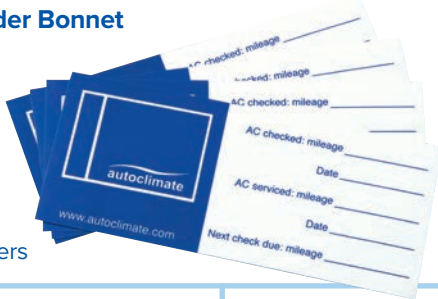 der Bonnet
AC checked: mileage
checked: mileage
AC checked: mileage
AC checked: mileage
Date
AC serviced: mileage
Date
Next check due: mileage
autoclimate
www.autoclimate.com
ers